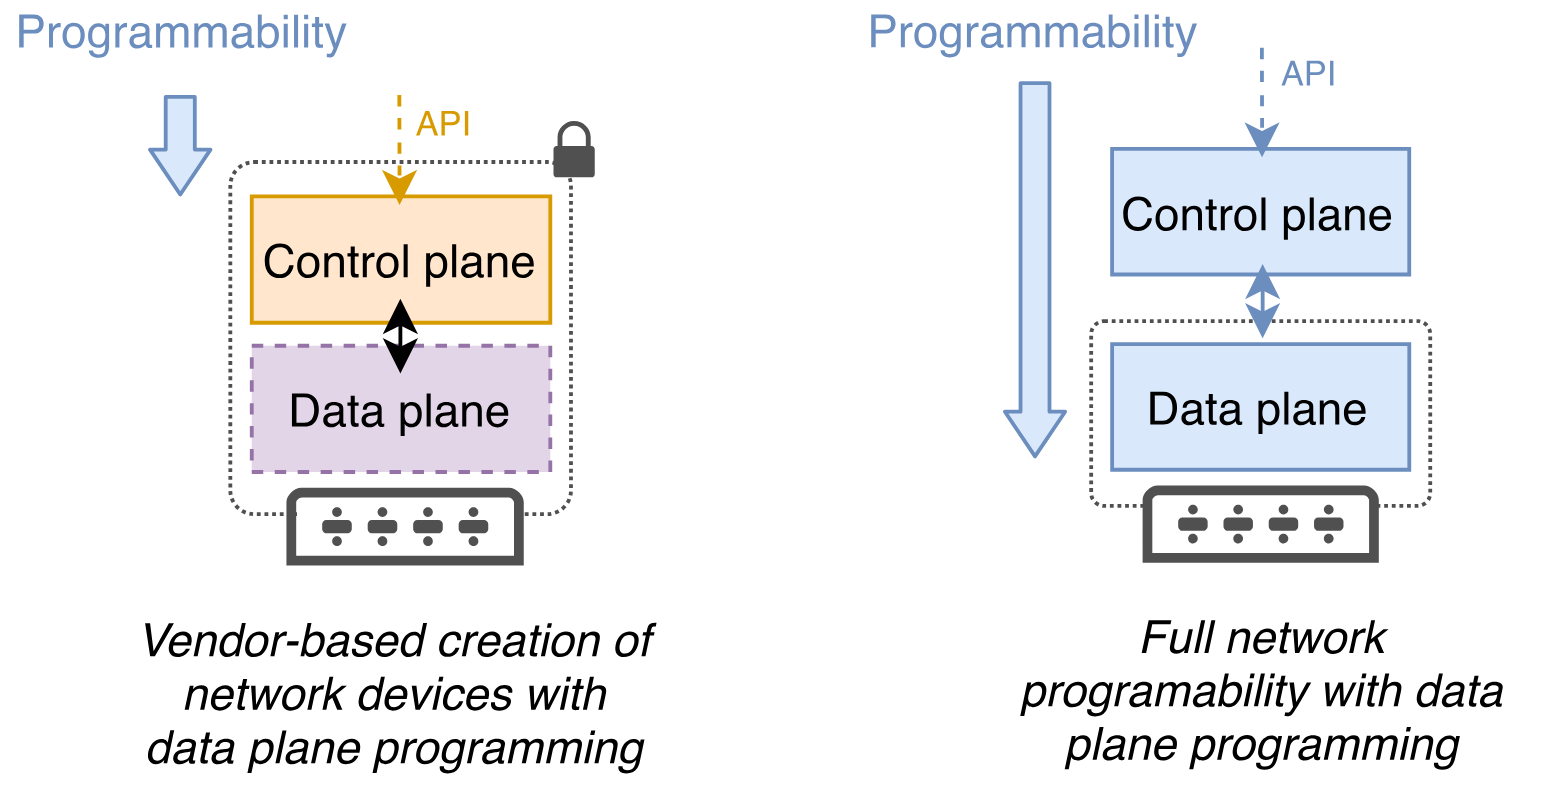 Programmability
API
Control plane
Data plane
Vendor-based creation of
network devices with
data plane programming
Programmability
API
Control plane
Data plane
Full network
programability with data
plane programming